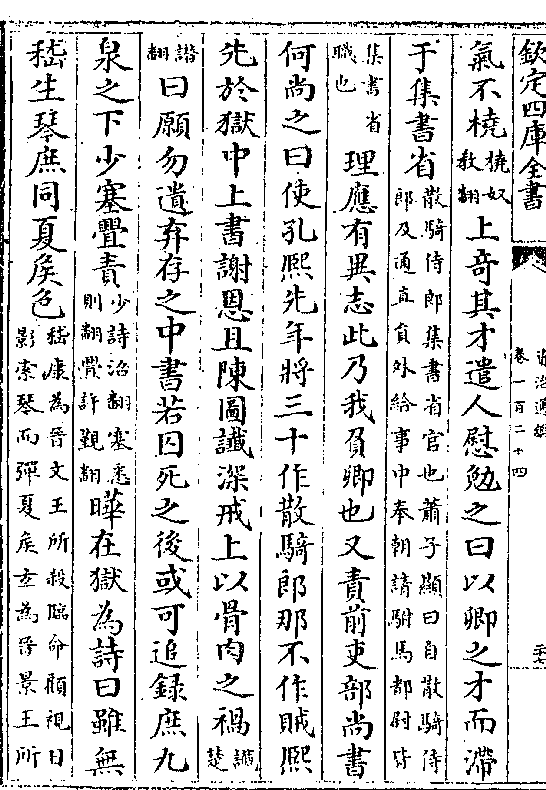 欽定四庫全書
資治通鑑
卷一百二十四
氣不橈橈奴教翻上奇其才遣人慰勉之曰以卿之才而滯
于集書省散騎侍郎集書省官也蕭子顯曰自散騎侍郎及通直員外給事中奉朝請駙馬都尉皆
集書省職也理應有異志此乃我負卿也又責前吏部尚書
何尚之曰使孔熙先年將三十作散騎郎那不作賊熙
先於獄中上書謝恩且陳圖讖深戒上以骨肉之禍讖楚
譖翻曰願勿遺弃存之中書若囚死之後或可追録庶九
泉之下少塞釁責少詩沼翻塞悉則翻釁許覲翻曄在獄為詩曰雖無
嵇生琴庶同夏矦色嵇康為晉文王所殺臨命顧視日影索琴而彈夏矦𤣥為晉景王所